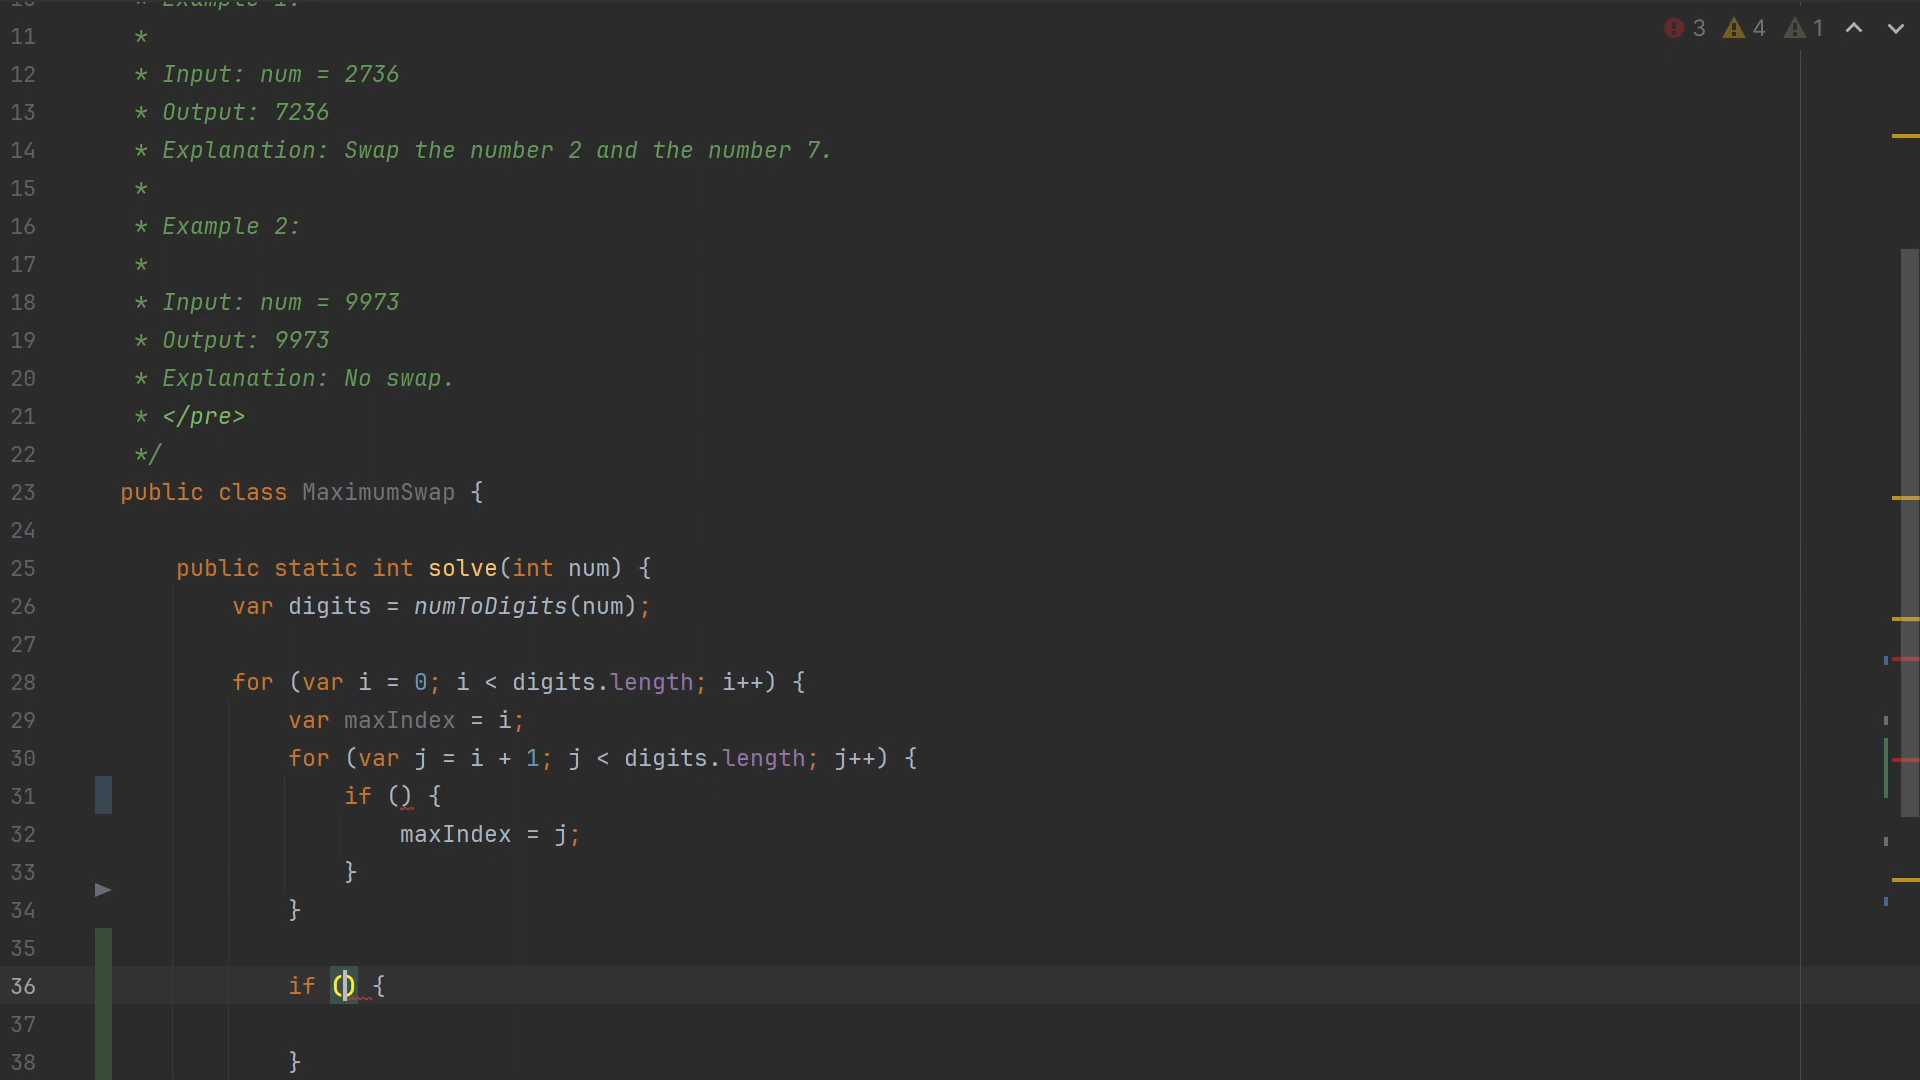 * Example 1:
3 4 1
11 *
12 * Input: num = 2736
13 * Output: 7236
14 * Explanation: Swap the number 2 and the number 7.
15 *
16 * Example 2:
17 *
18 * Input: num = 9973
19 * Output: 9973
20 * Explanation: No swap.
21 * </pre>
22 */
23 public class MaximumSwap {
24
25 public static int solve(int num) {
26 var digits = numToDigits(num);
27
28 for (var i = 0; i < digits.length; i++) {
29 var maxIndex = i;
30 for (var j = i + 1; j < digits.length; j++) {
31 if () {
32 maxIndex = j;
33 }
34 }
35
36 if () {
37
38 }